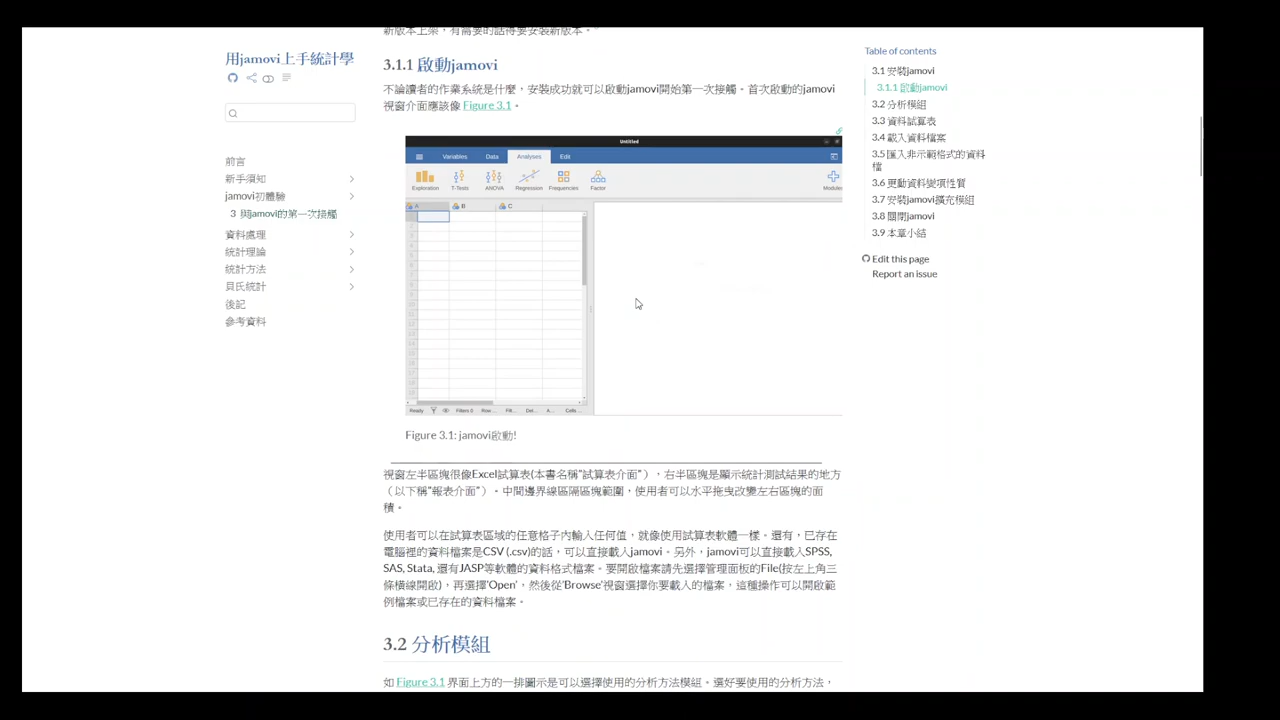 新版本上架，有需要的話得要安裝新版本。
用jamovi上手統計學
前言
新手須知
jamovi初體驗
3 與jamovi的第一次接觸
資料處理
統計理論
統計方法
貝氏統計
後記
參考資料
3.1.1 啟動jamovi
不論讀者的作業系統是什麼，安裝成功就可以啟動jamovi開始第一次接觸。首次啟動的jamovi
視窗介面應該像 Figure 3.1。
Untitled
Variables Data Analyses Edit
Exploration T-Tests ANOVA Regression Frequencies Factor Modules
A B C
Ready Filters 0 Row... Filt... Del... A... Cells...
Figure 3.1: jamovi啟動!
視窗左半區塊很像Excel試算表(本書名稱"試算表介面")，右半區塊是顯示統計測試結果的地方
（以下稱"報表介面"）。中間邊界線區隔區塊範圍，使用者可以水平拖曳改變左右區塊的面
積。
使用者可以在試算表區域的任意格子內輸入任何值，就像使用試算表軟體一樣。還有，已存在
電腦裡的資料檔案是CSV (.csv)的話，可以直接載入jamovi。另外，jamovi可以直接載入SPSS,
SAS, Stata, 還有JASP等軟體的資料格式檔案。要開啟檔案請先選擇管理面板的File(按左上角三
條橫線開啟)，再選擇'Open'，然後從'Browse'視窗選擇你要載入的檔案，這種操作可以開啟範
例檔案或已存在的資料檔案。
3.2 分析模組
如 Figure 3.1 界面上方的一排圖示是可以選擇使用的分析方法模組。選好要使用的分析方法，
Table of contents
3.1 安裝jamovi
3.1.1 啟動jamovi
3.2 分析模組
3.3 資料試算表
3.4 載入資料檔案
3.5 匯入非示範格式的資料
檔
3.6 更動資料變項性質
3.7 安裝jamovi擴充模組
3.8 關閉jamovi
3.9 本章小結
Edit this page
Report an issue